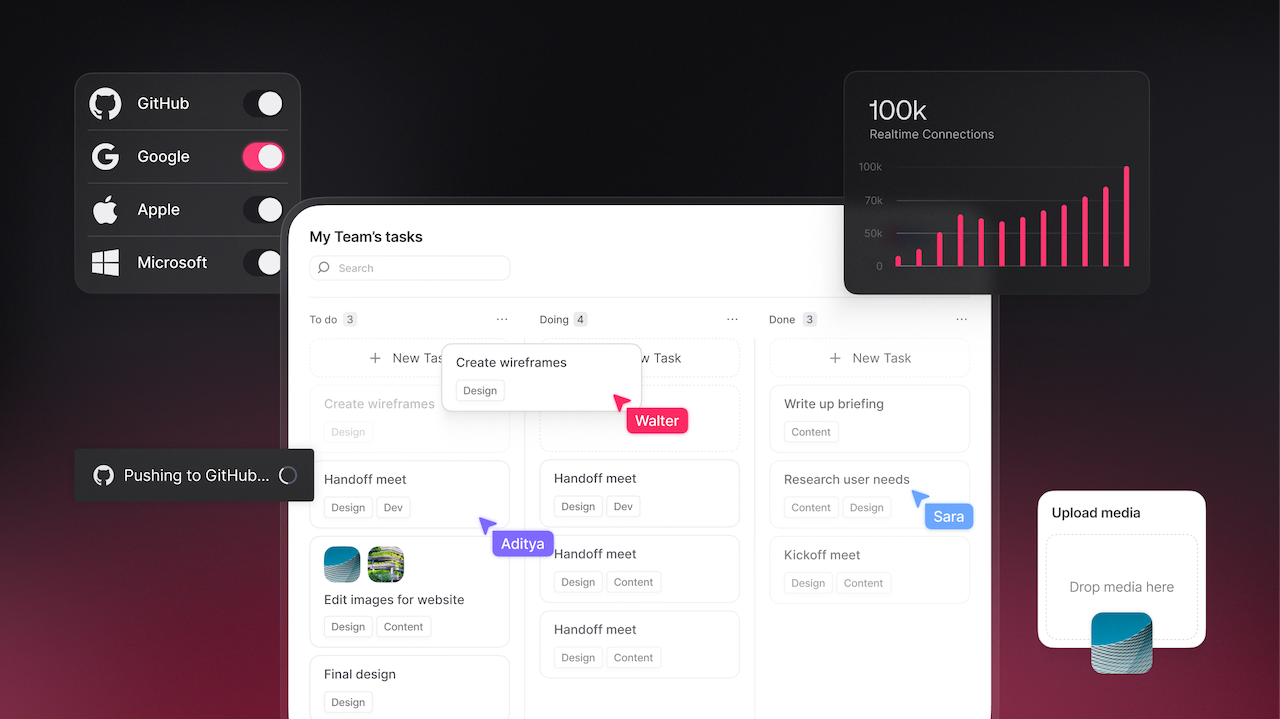 GitHub
Google
Apple
Microsoft
100k
Realtime Connections
100k
70k
50k
0
My Team's tasks
Search
To do 3
New Tas
Create wireframes
Design
Handoff meet
Design Dev
Edit images for website
Design Content
Final design
Design
Create wireframes
Design
Walter
Aditya
Doing 4
w Task
Handoff meet
Design Dev
Handoff meet
Design Content
Handoff meet
Design Content
Done 3
New Task
Write up briefing
Content
Research user needs
Content Design
Sara
Kickoff meet
Design Content
Pushing to GitHub...
Upload media
Drop media here